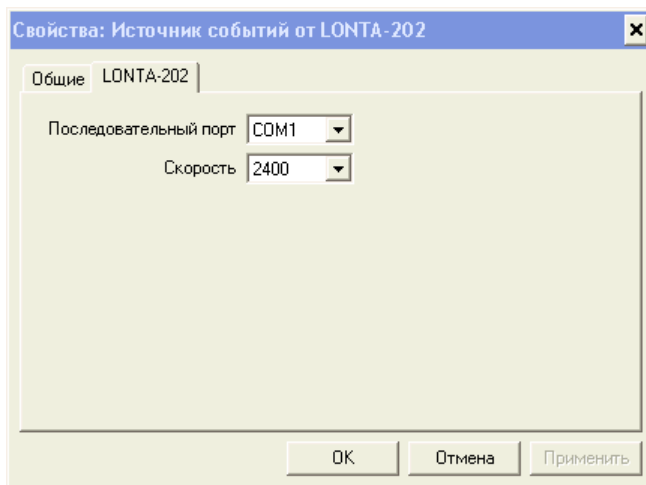 Свойства: Источник событий от LONTA-202
Общие LONTA-202
Последовательный порт COM1
Скорость 2400
OK Отмена Применить